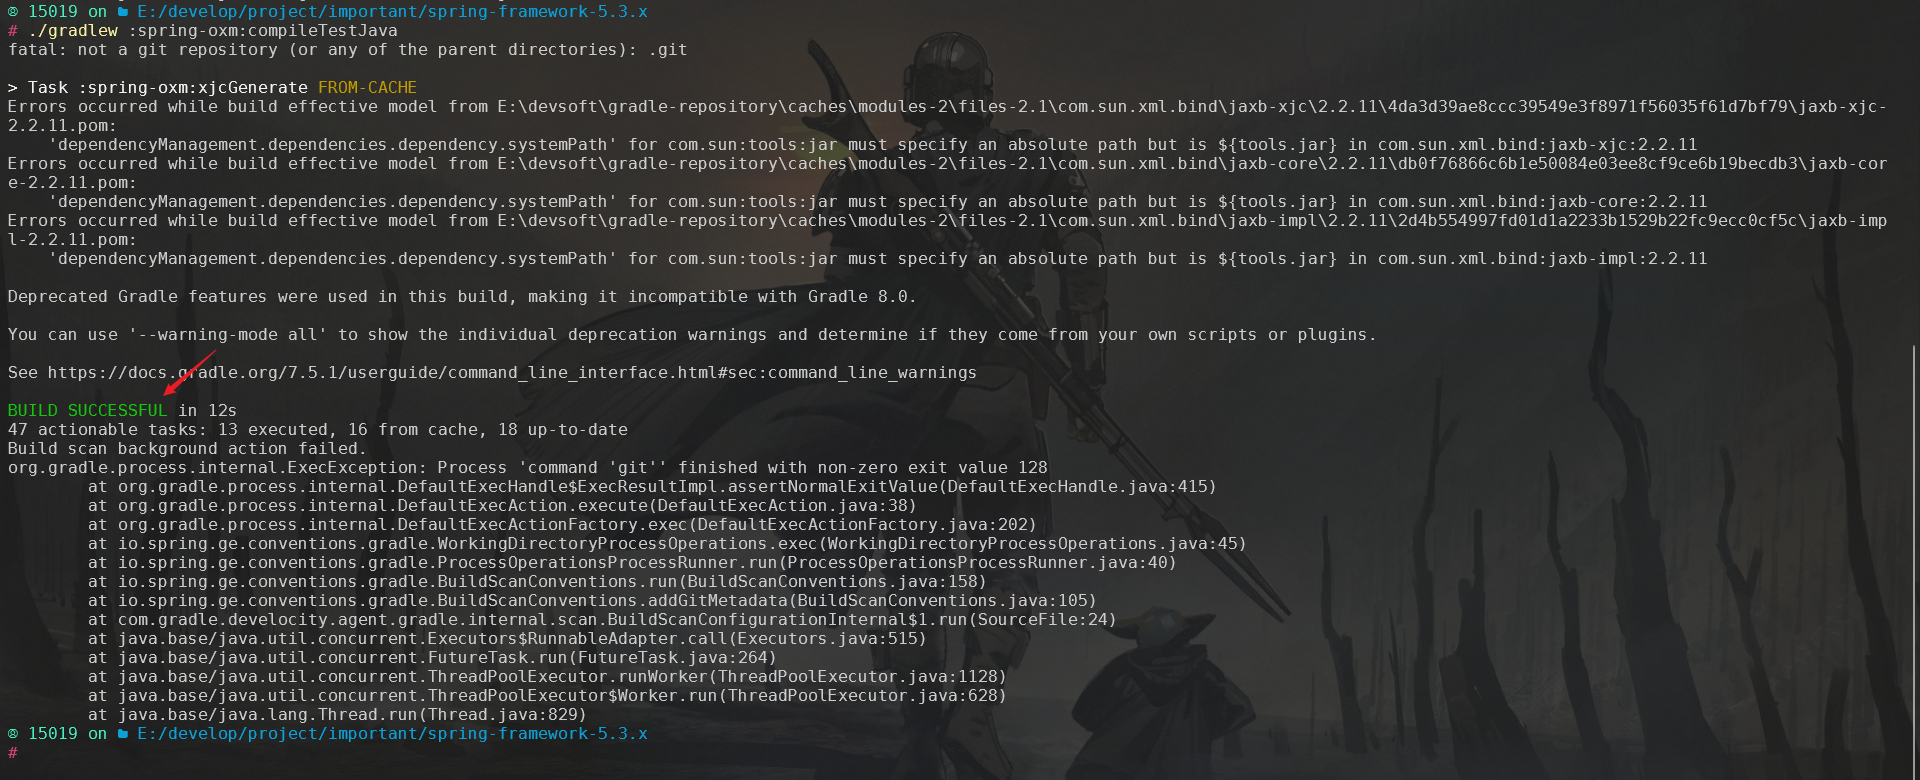 15019 on E:/develop/project/important/spring-framework-5.3.x
# ./gradlew :spring-oxm:compileTestJava
fatal: not a git repository (or any of the parent directories): .git
> Task :spring-oxm:xjcGenerate FROM-CACHE
Errors occurred while build effective model from E:\devsoft\gradle-repository\caches\modules-2\files-2.1\com.sun.xml.bind\jaxb-xjc\2.2.11\4da3d39ae8ccc39549e3f8971f56035f61d7bf79\jaxb-xjc-
2.2.11.pom:
    'dependencyManagement.dependencies.dependency.systemPath' for com.sun:tools:jar must specify an absolute path but is ${tools.jar} in com.sun.xml.bind:jaxb-xjc:2.2.11
Errors occurred while build effective model from E:\devsoft\gradle-repository\caches\modules-2\files-2.1\com.sun.xml.bind\jaxb-core\2.2.11\db0f76866c6b1e50084e03ee8cf9ce6b19becdb3\jaxb-cor
e-2.2.11.pom:
    'dependencyManagement.dependencies.dependency.systemPath' for com.sun:tools:jar must specify an absolute path but is ${tools.jar} in com.sun.xml.bind:jaxb-core:2.2.11
Errors occurred while build effective model from E:\devsoft\gradle-repository\caches\modules-2\files-2.1\com.sun.xml.bind\jaxb-impl\2.2.11\2d4b554997fd01d1a2233b1529b22fc9ecc0cf5c\jaxb-imp
l-2.2.11.pom:
    'dependencyManagement.dependencies.dependency.systemPath' for com.sun:tools:jar must specify an absolute path but is ${tools.jar} in com.sun.xml.bind:jaxb-impl:2.2.11
Deprecated Gradle features were used in this build, making it incompatible with Gradle 8.0.
You can use '--warning-mode all' to show the individual deprecation warnings and determine if they come from your own scripts or plugins.
See https://docs.gradle.org/7.5.1/userguide/command_line_interface.html#sec:command_line_warnings
BUILD SUCCESSFUL in 12s
47 actionable tasks: 13 executed, 16 from cache, 18 up-to-date
Build scan background action failed.
org.gradle.process.internal.ExecException: Process 'command 'git'' finished with non-zero exit value 128
        at org.gradle.process.internal.DefaultExecHandle$ExecResultImpl.assertNormalExitValue(DefaultExecHandle.java:415)
        at org.gradle.process.internal.DefaultExecAction.execute(DefaultExecAction.java:38)
        at org.gradle.process.internal.DefaultExecActionFactory.exec(DefaultExecActionFactory.java:202)
        at io.spring.ge.conventions.gradle.WorkingDirectoryProcessOperations.exec(WorkingDirectoryProcessOperations.java:45)
        at io.spring.ge.conventions.gradle.ProcessOperationsProcessRunner.run(ProcessOperationsProcessRunner.java:40)
        at io.spring.ge.conventions.gradle.BuildScanConventions.run(BuildScanConventions.java:158)
        at io.spring.ge.conventions.gradle.BuildScanConventions.addGitMetadata(BuildScanConventions.java:105)
        at com.gradle.develocity.agent.gradle.internal.scan.BuildScanConfigurationInternal$1.run(SourceFile:24)
        at java.base/java.util.concurrent.Executors$RunnableAdapter.call(Executors.java:515)
        at java.base/java.util.concurrent.FutureTask.run(FutureTask.java:264)
        at java.base/java.util.concurrent.ThreadPoolExecutor.runWorker(ThreadPoolExecutor.java:1128)
        at java.base/java.util.concurrent.ThreadPoolExecutor$Worker.run(ThreadPoolExecutor.java:628)
        at java.base/java.lang.Thread.run(Thread.java:829)
15019 on E:/develop/project/important/spring-framework-5.3.x
#